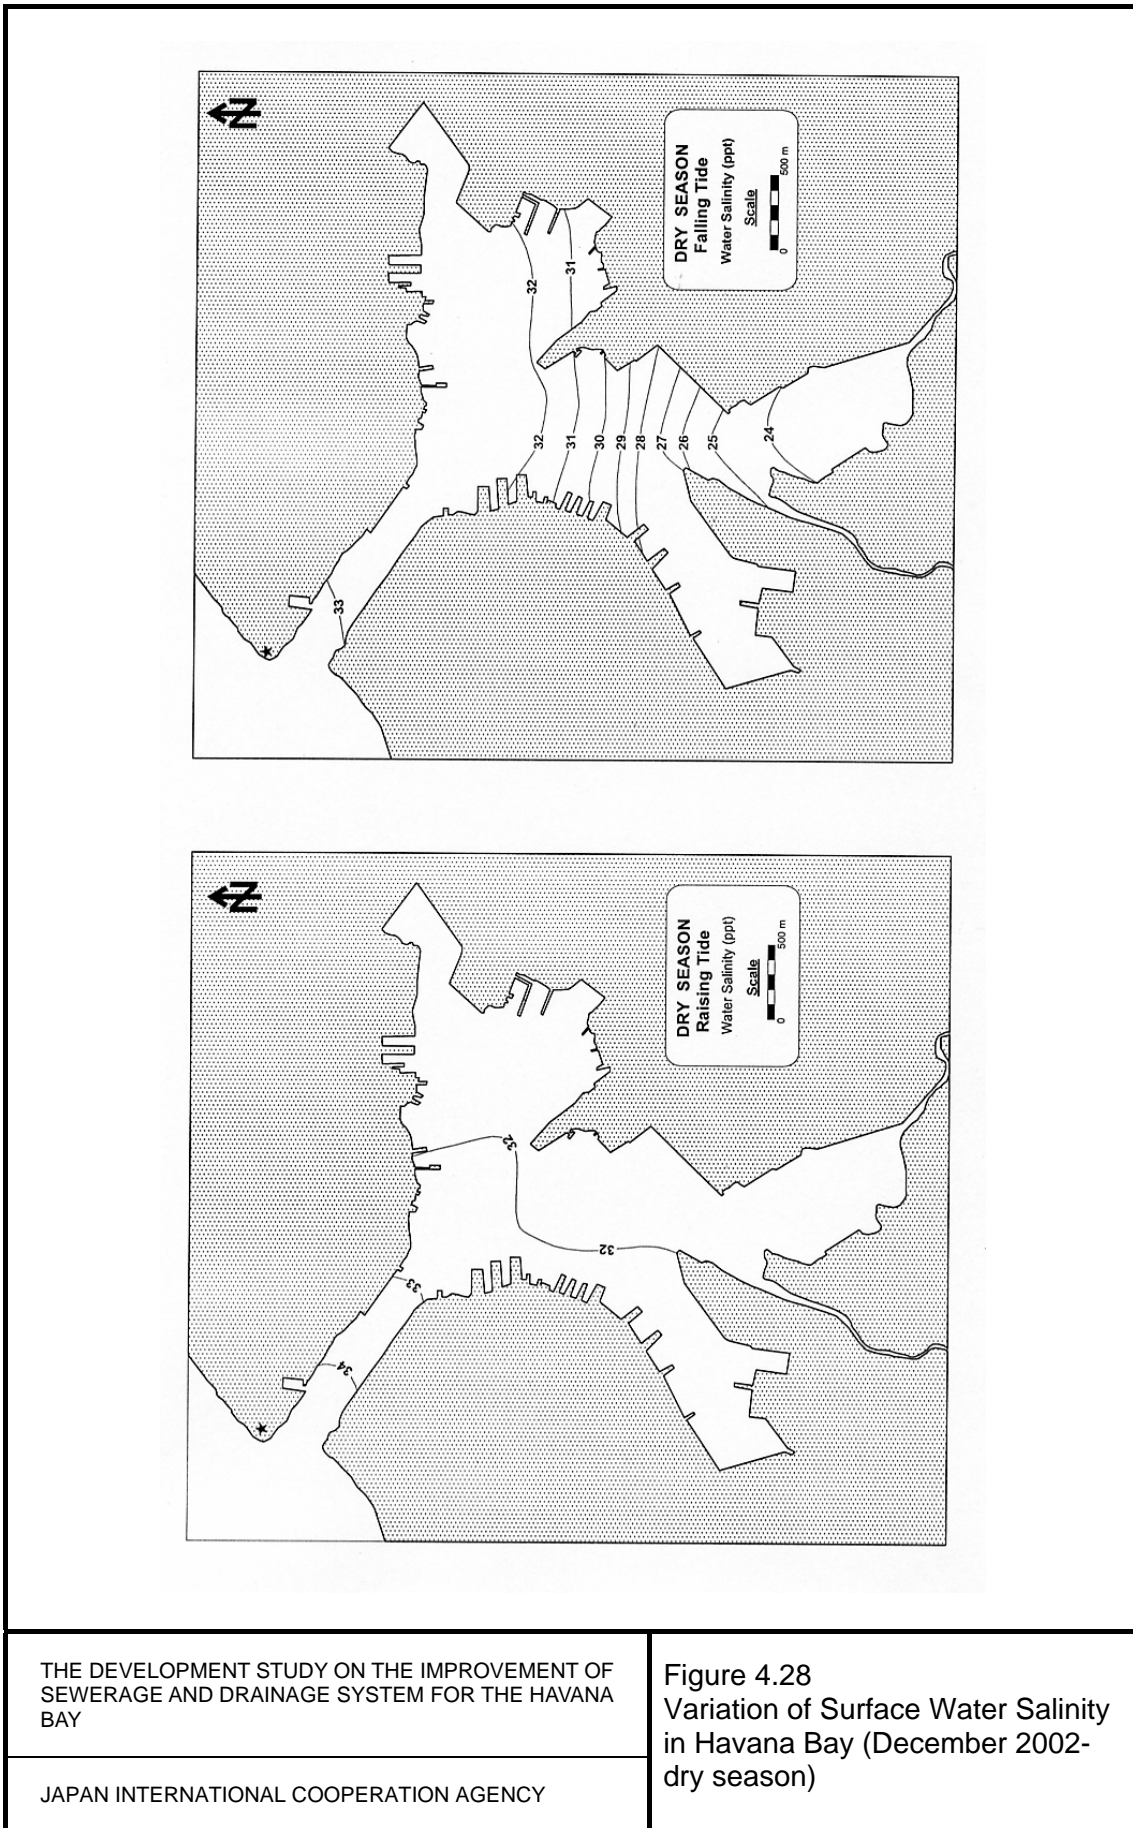 N
DRY SEASON
Falling Tide
Water Salinity (ppt)
Scale
0 500 m
32
31
32
31
30
29
28
27
26
25
24
33
N
DRY SEASON
Raising Tide
Water Salinity (ppt)
Scale
0 500 m
32
32
33
34
THE DEVELOPMENT STUDY ON THE IMPROVEMENT OF
SEWERAGE AND DRAINAGE SYSTEM FOR THE HAVANA
BAY
JAPAN INTERNATIONAL COOPERATION AGENCY
Figure 4.28
Variation of Surface Water Salinity
in Havana Bay (December 2002-
dry season)